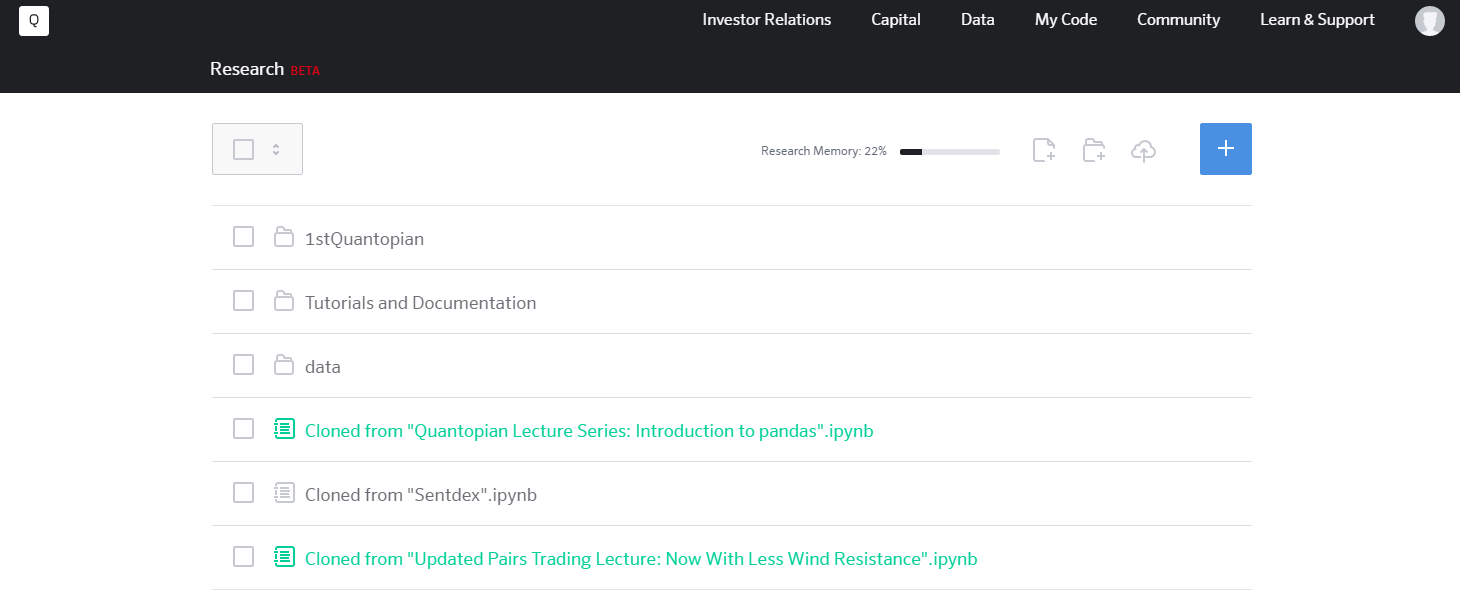 Q
Investor Relations Capital Data My Code Community Learn & Support
Research BETA
Research Memory: 22%
1stQuantopian
Tutorials and Documentation
data
Cloned from "Quantopian Lecture Series: Introduction to pandas".ipynb
Cloned from "Sentdex".ipynb
Cloned from "Updated Pairs Trading Lecture: Now With Less Wind Resistance".ipynb